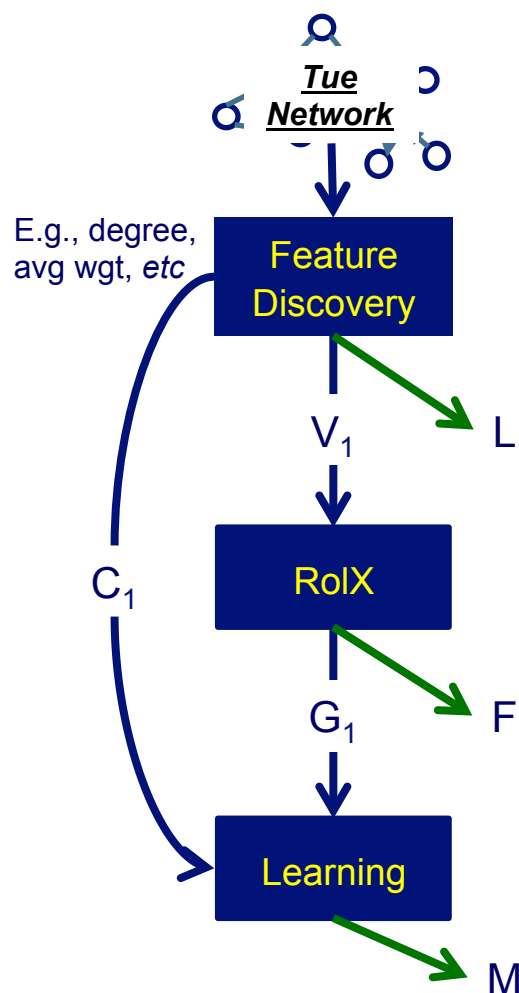 Tue
Network
E.g., degree,
avg wgt, etc
Feature
Discovery
V₁
L
C₁
RolX
G₁
F
Learning
M